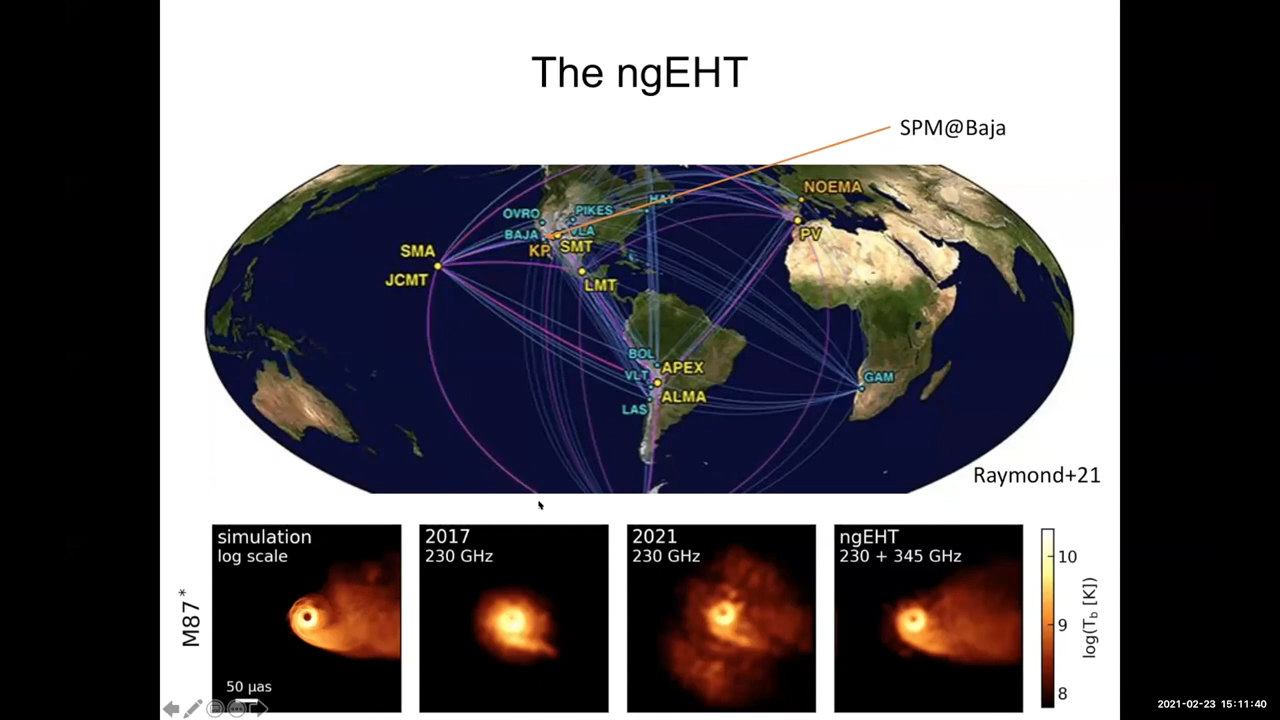 The ngEHT
SPM@Baja
NOEMA
HAY
OVRO
PIKES
VLA
BAJA
PV
KP
SMT
SMA
JCMT
LMT
BOL
APEX
VLT
GAM
ALMA
LAS
Raymond+21
simulation
log scale
50 µas
2017
230 GHz
2021
230 GHz
ngEHT
230 + 345 GHz
M87*
10
9
8
log(Tb [K])
2021-02-23 15:11:40